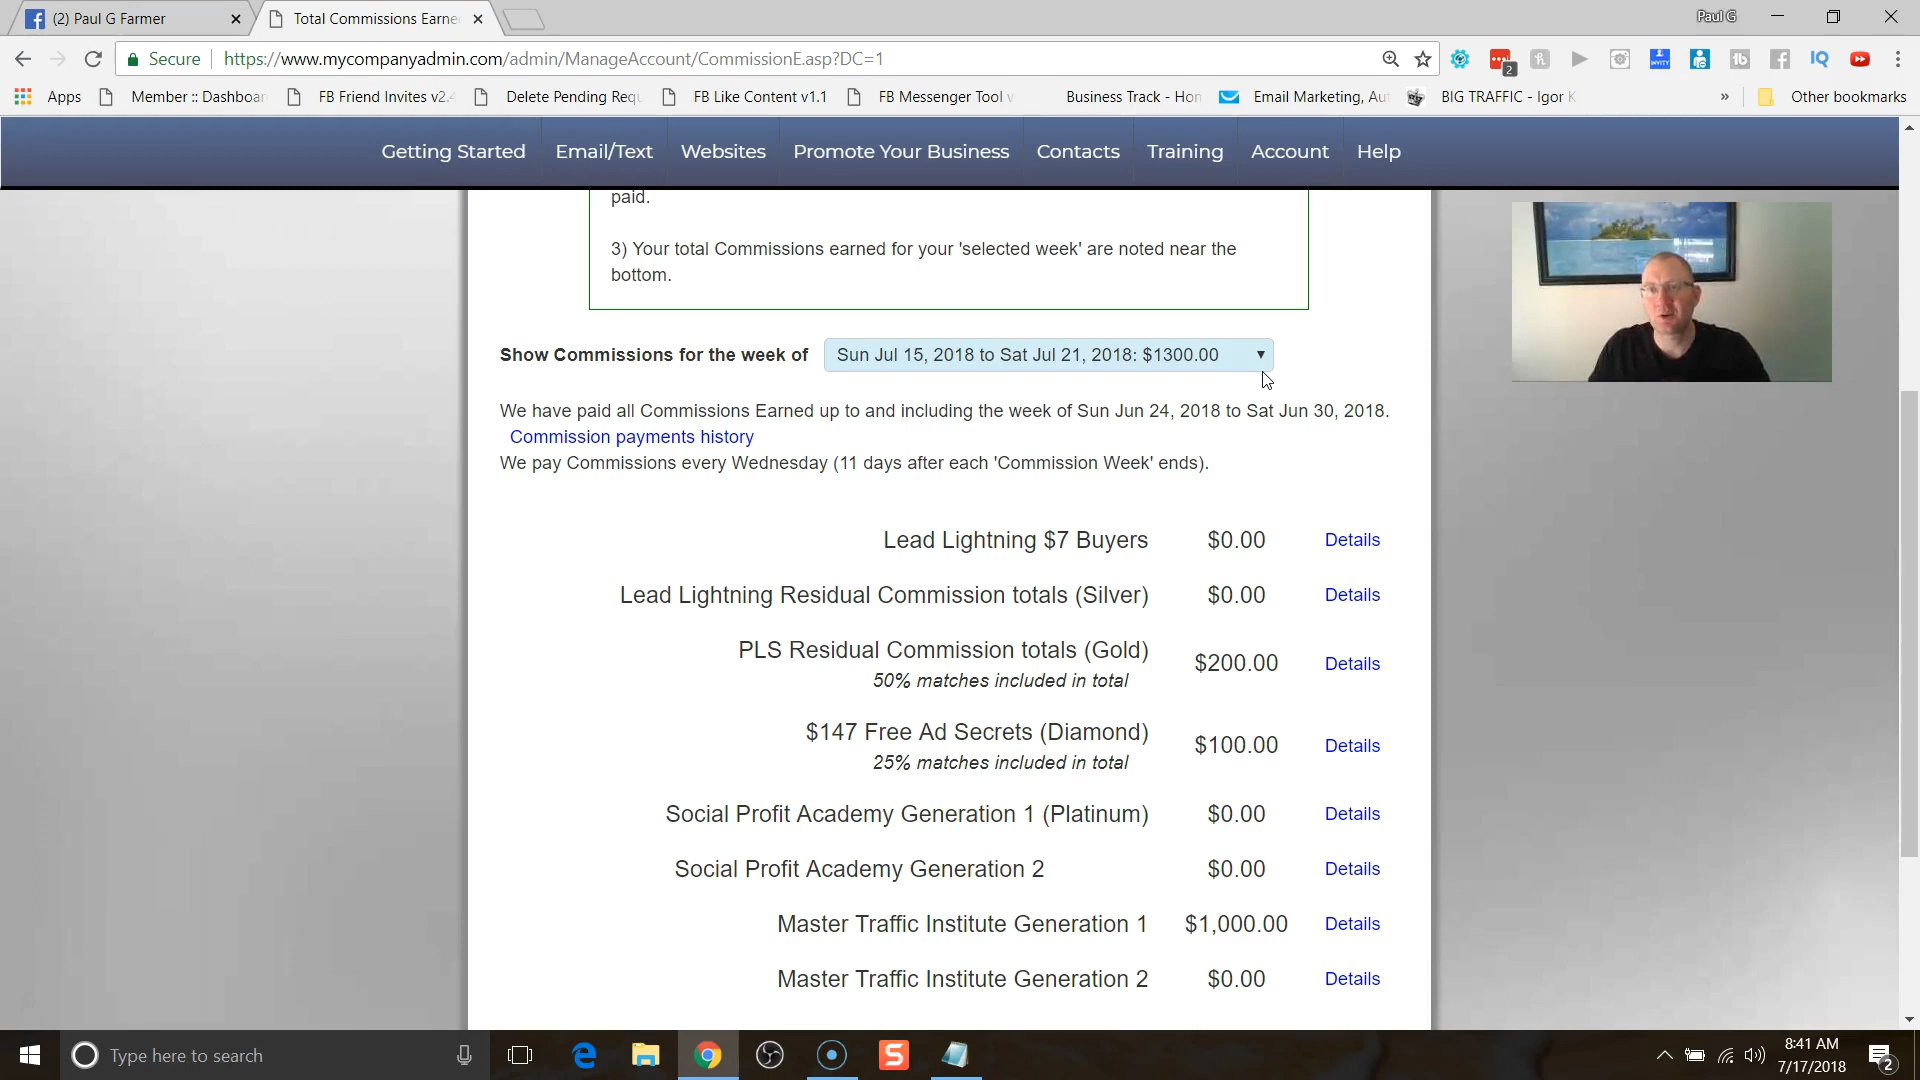 (2) Paul G Farmer
Total Commissions Earne
Paul G
Secure
https://www.mycompanyadmin.com/admin/ManageAccount/CommissionE.asp?DC=1
2
INVITY
tb
IQ
Apps
Member :: Dashboar
FB Friend Invites v2.4
Delete Pending Requ
FB Like Content v1.1
FB Messenger Tool v
Business Track - Hom
Email Marketing, Aut
BIG TRAFFIC - Igor K
»
Other bookmarks
Getting Started
Email/Text
Websites
Promote Your Business
Contacts
Training
Account
Help
paid.
3) Your total Commissions earned for your 'selected week' are noted near the
bottom.
Show Commissions for the week of
Sun Jul 15, 2018 to Sat Jul 21, 2018: $1300.00
We have paid all Commissions Earned up to and including the week of Sun Jun 24, 2018 to Sat Jun 30, 2018.
Commission payments history
We pay Commissions every Wednesday (11 days after each 'Commission Week' ends).
Lead Lightning $7 Buyers $0.00 Details
Lead Lightning Residual Commission totals (Silver) $0.00 Details
PLS Residual Commission totals (Gold) $200.00 Details
50% matches included in total
$147 Free Ad Secrets (Diamond) $100.00 Details
25% matches included in total
Social Profit Academy Generation 1 (Platinum) $0.00 Details
Social Profit Academy Generation 2 $0.00 Details
Master Traffic Institute Generation 1 $1,000.00 Details
Master Traffic Institute Generation 2 $0.00 Details
Type here to search
8:41 AM
7/17/2018
2